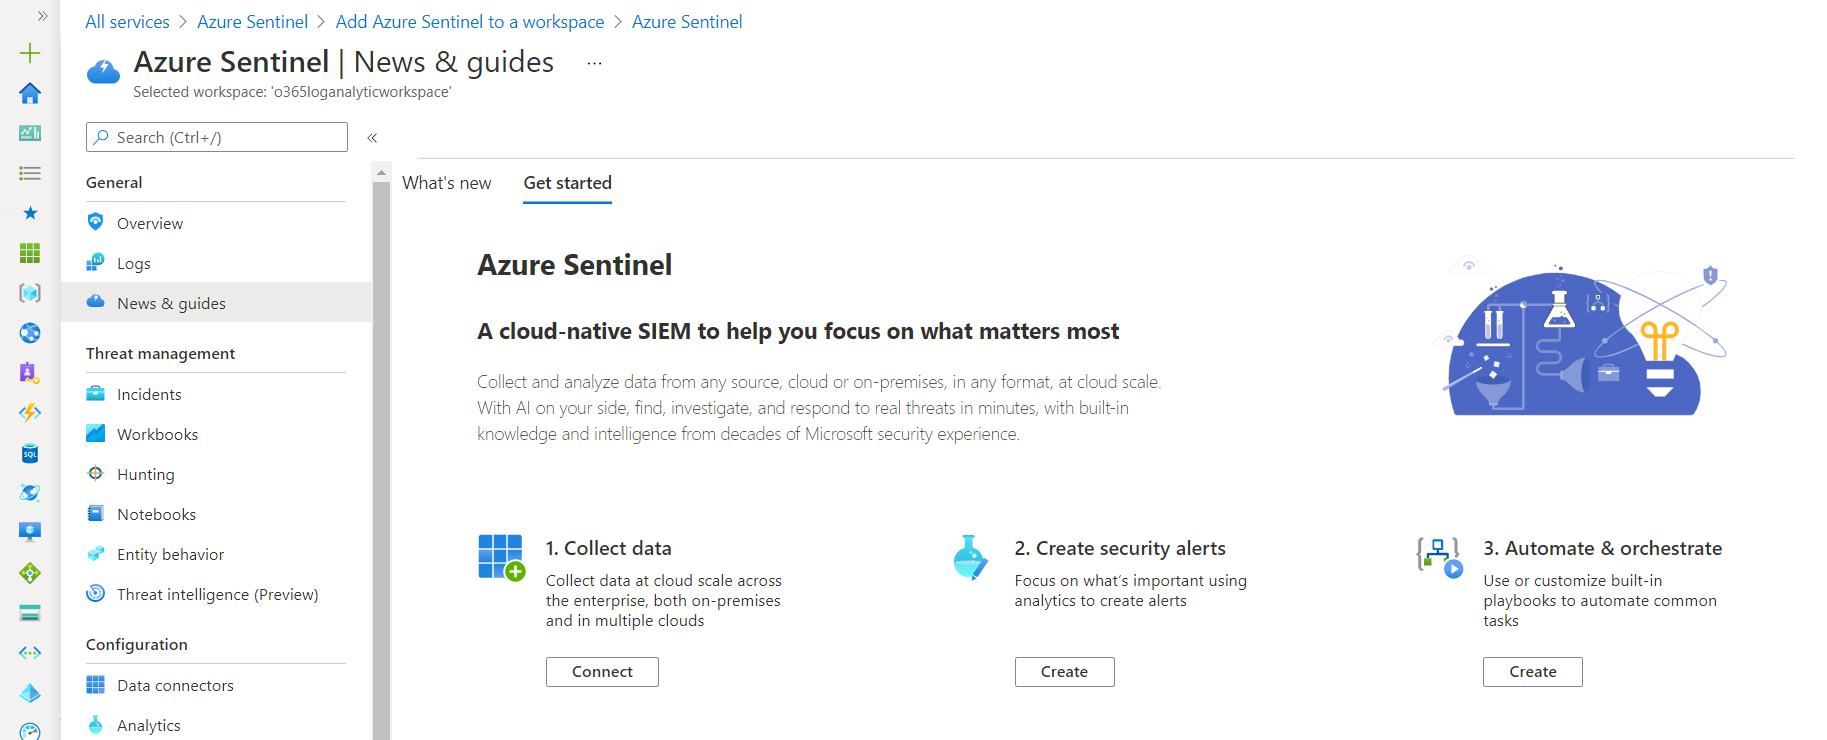 All services > Azure Sentinel > Add Azure Sentinel to a workspace > Azure Sentinel
Azure Sentinel | News & guides ...
Selected workspace: 'o365loganalyticworkspace'
Search (Ctrl+/)
General
Overview
Logs
News & guides
Threat management
Incidents
Workbooks
Hunting
Notebooks
Entity behavior
Threat intelligence (Preview)
Configuration
Data connectors
Analytics
What's new
Get started
Azure Sentinel
A cloud-native SIEM to help you focus on what matters most
Collect and analyze data from any source, cloud or on-premises, in any format, at cloud scale.
With AI on your side, find, investigate, and respond to real threats in minutes, with built-in
knowledge and intelligence from decades of Microsoft security experience.
1. Collect data
Collect data at cloud scale across
the enterprise, both on-premises
and in multiple clouds
Connect
2. Create security alerts
Focus on what's important using
analytics to create alerts
Create
3. Automate & orchestrate
Use or customize built-in
playbooks to automate common
tasks
Create
SQL